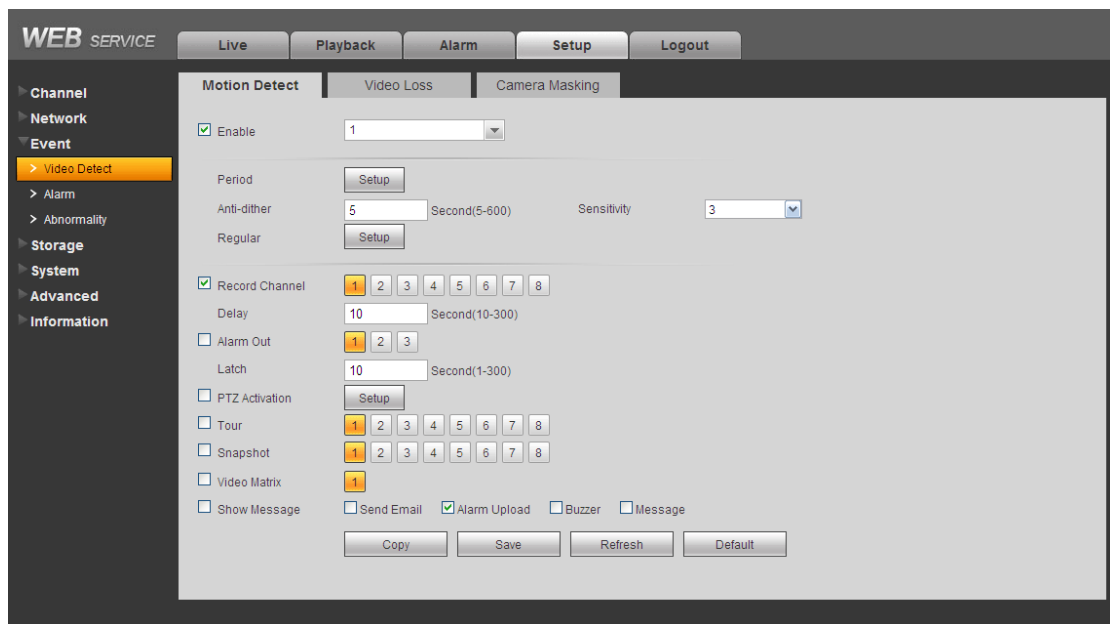 WEB SERVICE
Live Playback Alarm Setup Logout
Channel
Network
Event
> Video Detect
> Alarm
> Abnormality
Storage
System
Advanced
Information
Motion Detect Video Loss Camera Masking
Enable 1
Period Setup
Anti-dither 5 Second(5-600) Sensitivity 3
Regular Setup
Record Channel 1 2 3 4 5 6 7 8
Delay 10 Second(10-300)
Alarm Out 1 2 3
Latch 10 Second(1-300)
PTZ Activation Setup
Tour 1 2 3 4 5 6 7 8
Snapshot 1 2 3 4 5 6 7 8
Video Matrix 1
Show Message Send Email Alarm Upload Buzzer Message
Copy Save Refresh Default